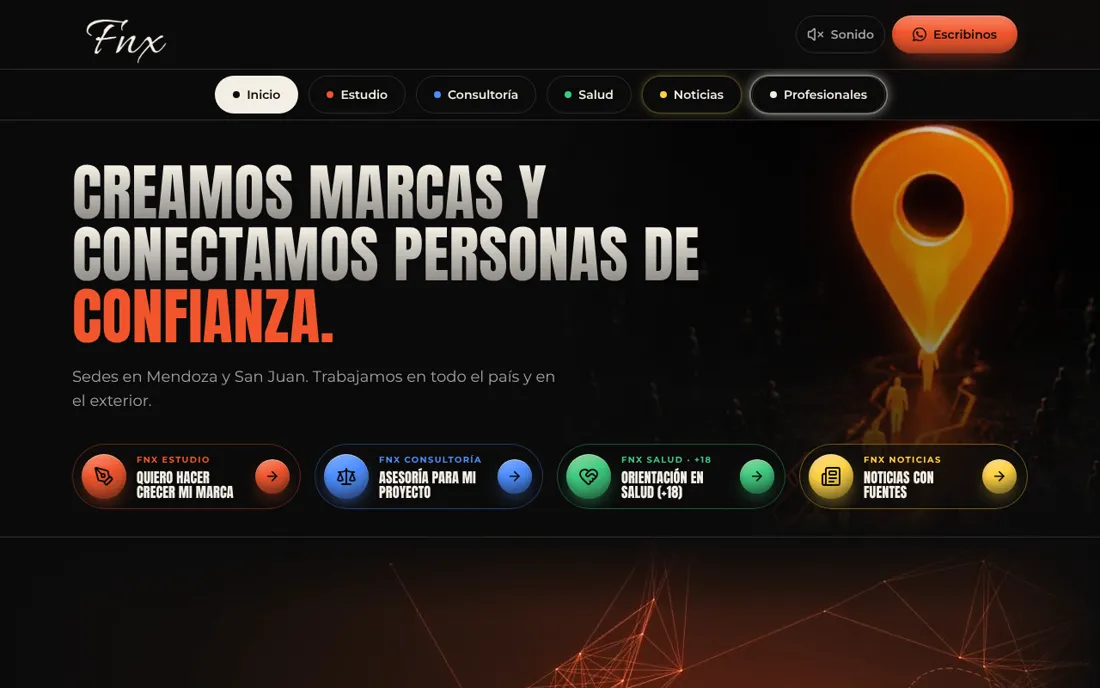 Fnx
Sonido
Escribinos
Inicio
Estudio
Consultoría
Salud
Noticias
Profesionales
CREAMOS MARCAS Y
CONECTAMOS PERSONAS DE
CONFIANZA.
Sedes en Mendoza y San Juan. Trabajamos en todo el país y en
el exterior.
FNX ESTUDIO
QUIERO HACER
CRECER MI MARCA
FNX CONSULTORÍA
ASESORÍA PARA MI
PROYECTO
FNX SALUD · +18
ORIENTACIÓN EN
SALUD (+18)
FNX NOTICIAS
NOTICIAS CON
FUENTES